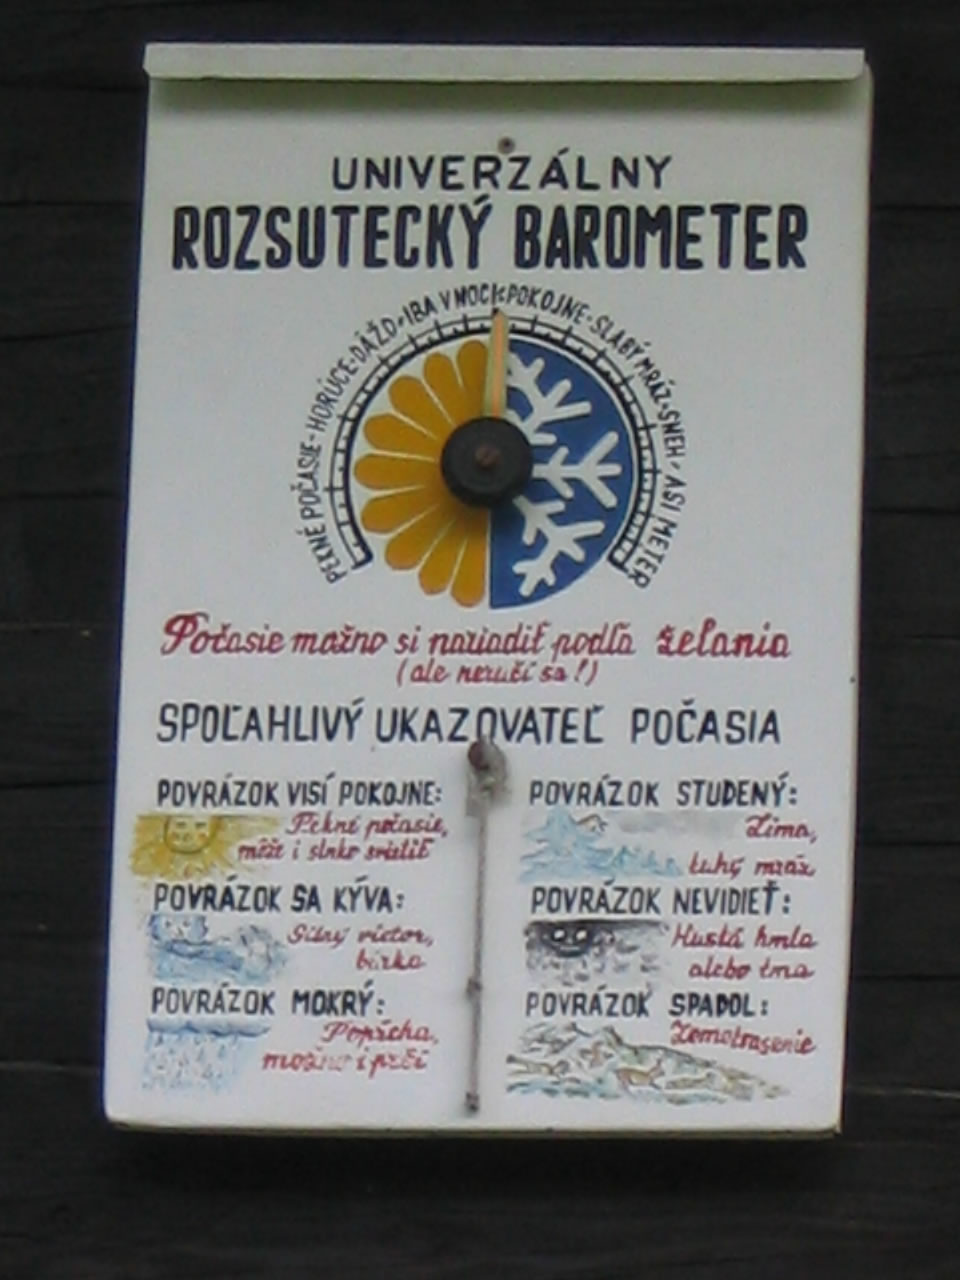 UNIVERZÁLNY
ROZSUTECKÝ BAROMETER
PEKNÉ POČASIE - HORÚCE - DÁŽĎ - IBA V NOCI - POKOJNE - SLABÝ MRÁZ - SNEH - ASI METER
Počasie možno si nariadiť podľa želania
(ale neručí sa!)
SPOĽAHLIVÝ UKAZOVATEĽ POČASIA
POVRÁZOK VISÍ POKOJNE:
Pekné počasie,
môže i slnko svietiť
POVRÁZOK SA KÝVA:
Silný vietor,
búrka
POVRÁZOK MOKRÝ:
Popŕcha,
možno i prší
POVRÁZOK STUDENÝ:
Zima,
tuhý mráz
POVRÁZOK NEVIDIEŤ:
Hustá hmla
alebo tma
POVRÁZOK SPADOL:
Zemetrasenie